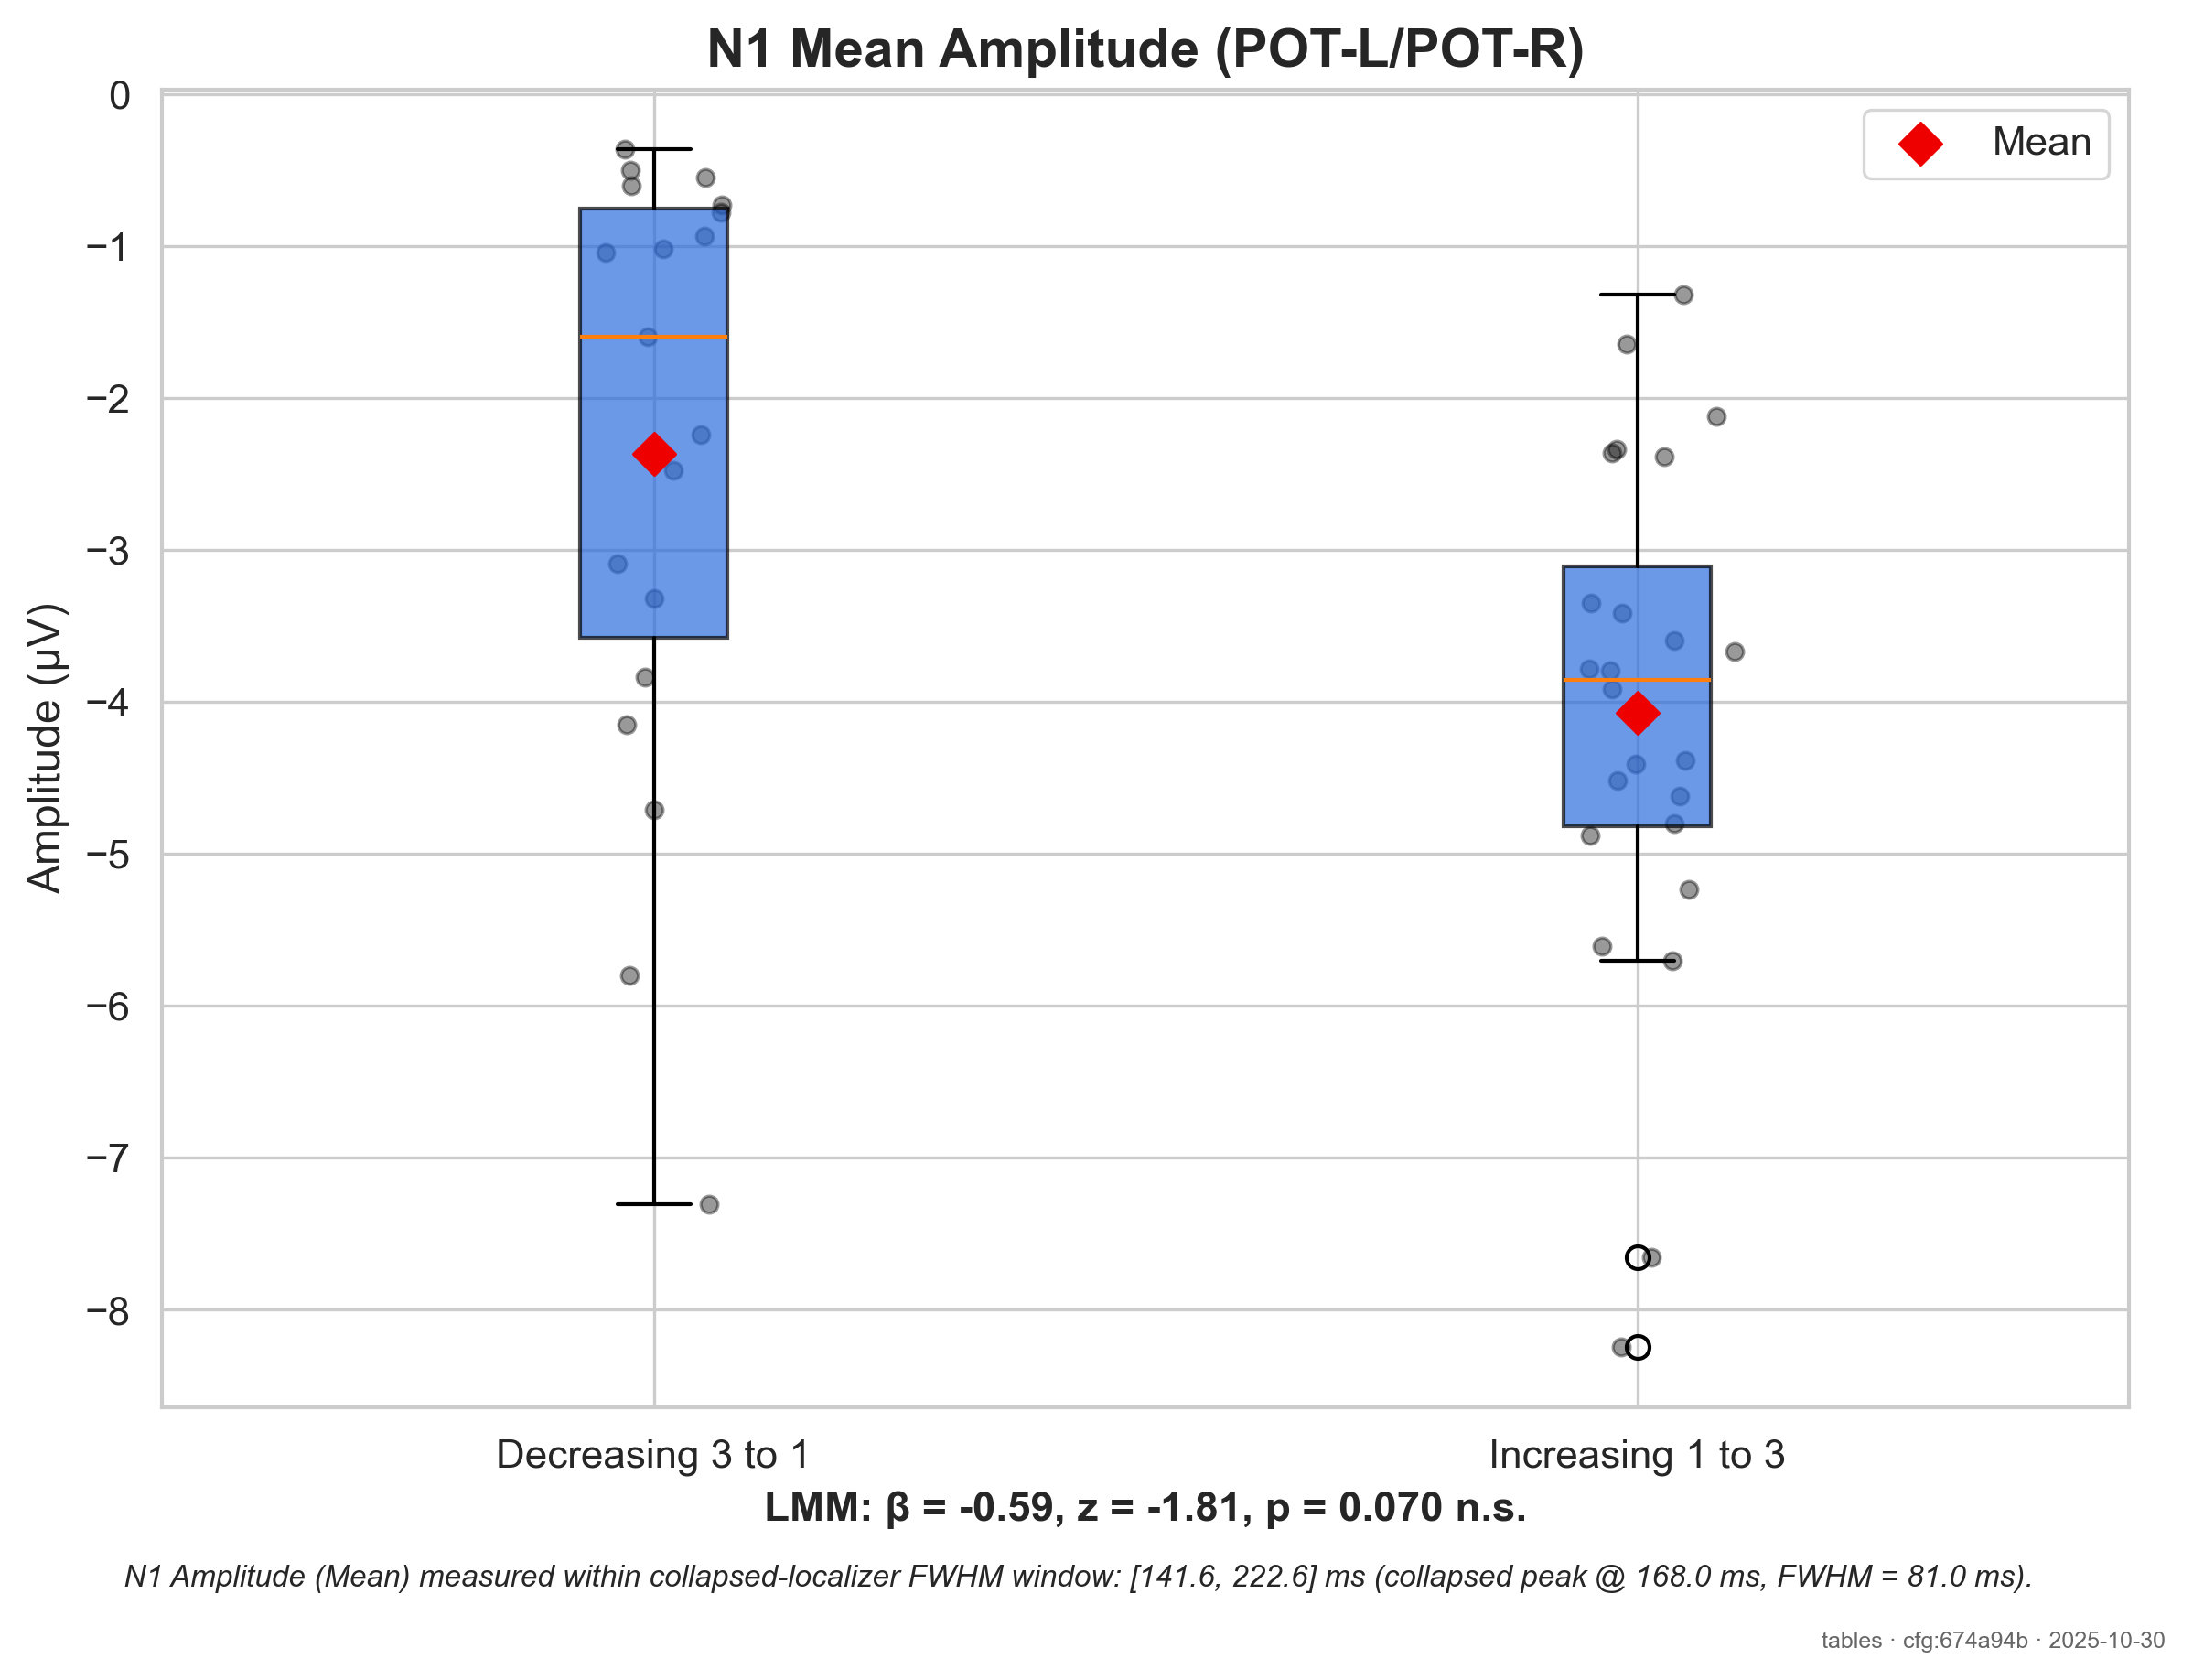 N1 Mean Amplitude (POT-L/POT-R)
Mean
Amplitude (µV)
0
−1
−2
−3
−4
−5
−6
−7
−8
Decreasing 3 to 1
Increasing 1 to 3
LMM: β = -0.59, z = -1.81, p = 0.070 n.s.
N1 Amplitude (Mean) measured within collapsed-localizer FWHM window: [141.6, 222.6] ms (collapsed peak @ 168.0 ms, FWHM = 81.0 ms).
tables · cfg:674a94b · 2025-10-30